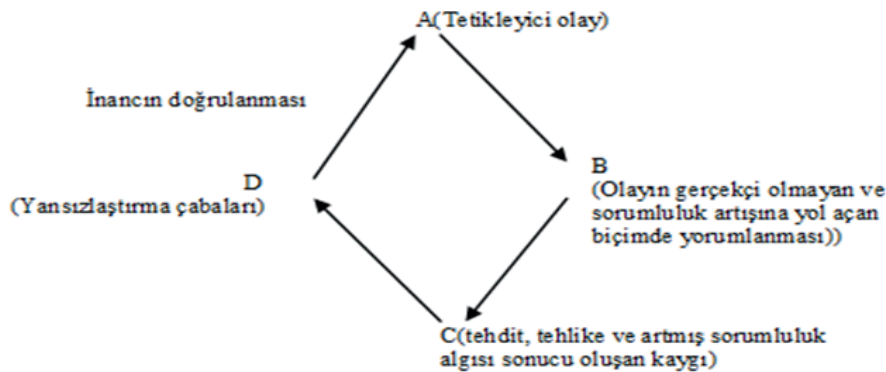 A(Tetikleyici olay)
İnancın doğrulanması
B
(Olayın gerçekçi olmayan ve
sorumluluk artışına yol açan
biçimde yorumlanması))
D
(Yansızlaştırma çabaları)
C(tehdit, tehlike ve artmış sorumluluk
algısı sonucu oluşan kaygı)